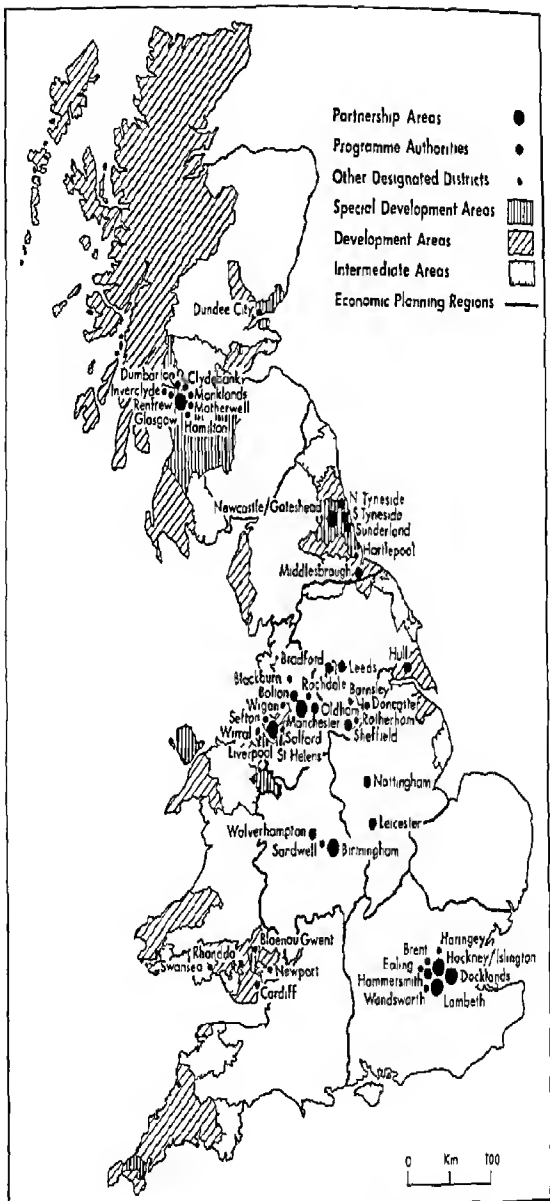 Partnership Areas
Programme Authorities
Other Designated Districts
Special Development Areas
Development Areas
Intermediate Areas
Economic Planning Regions
Dundee City
Dumbarton
Clydebank
Inverclyde
Monklands
Renfrew
Motherwell
Glasgow
Hamilton
Newcastle/Gateshead
N Tyneside
S Tyneside
Sunderland
Hartlepool
Middlesbrough
Bradford
Leeds
Hull
Blackburn
Rochdale
Barnsley
Bolton
Doncaster
Wigan
Oldham
Rotherham
Sefton
Manchester
Sheffield
Wirral
Salford
Liverpool
St Helens
Nottingham
Wolverhampton
Leicester
Sardwell
Birmingham
Blaenau Gwent
Rhondda
Swansea
Newport
Cardiff
Haringey
Brent
Hackney/Islington
Ealing
Docklands
Hammersmith
Wandsworth
Lambeth
0 Km 100